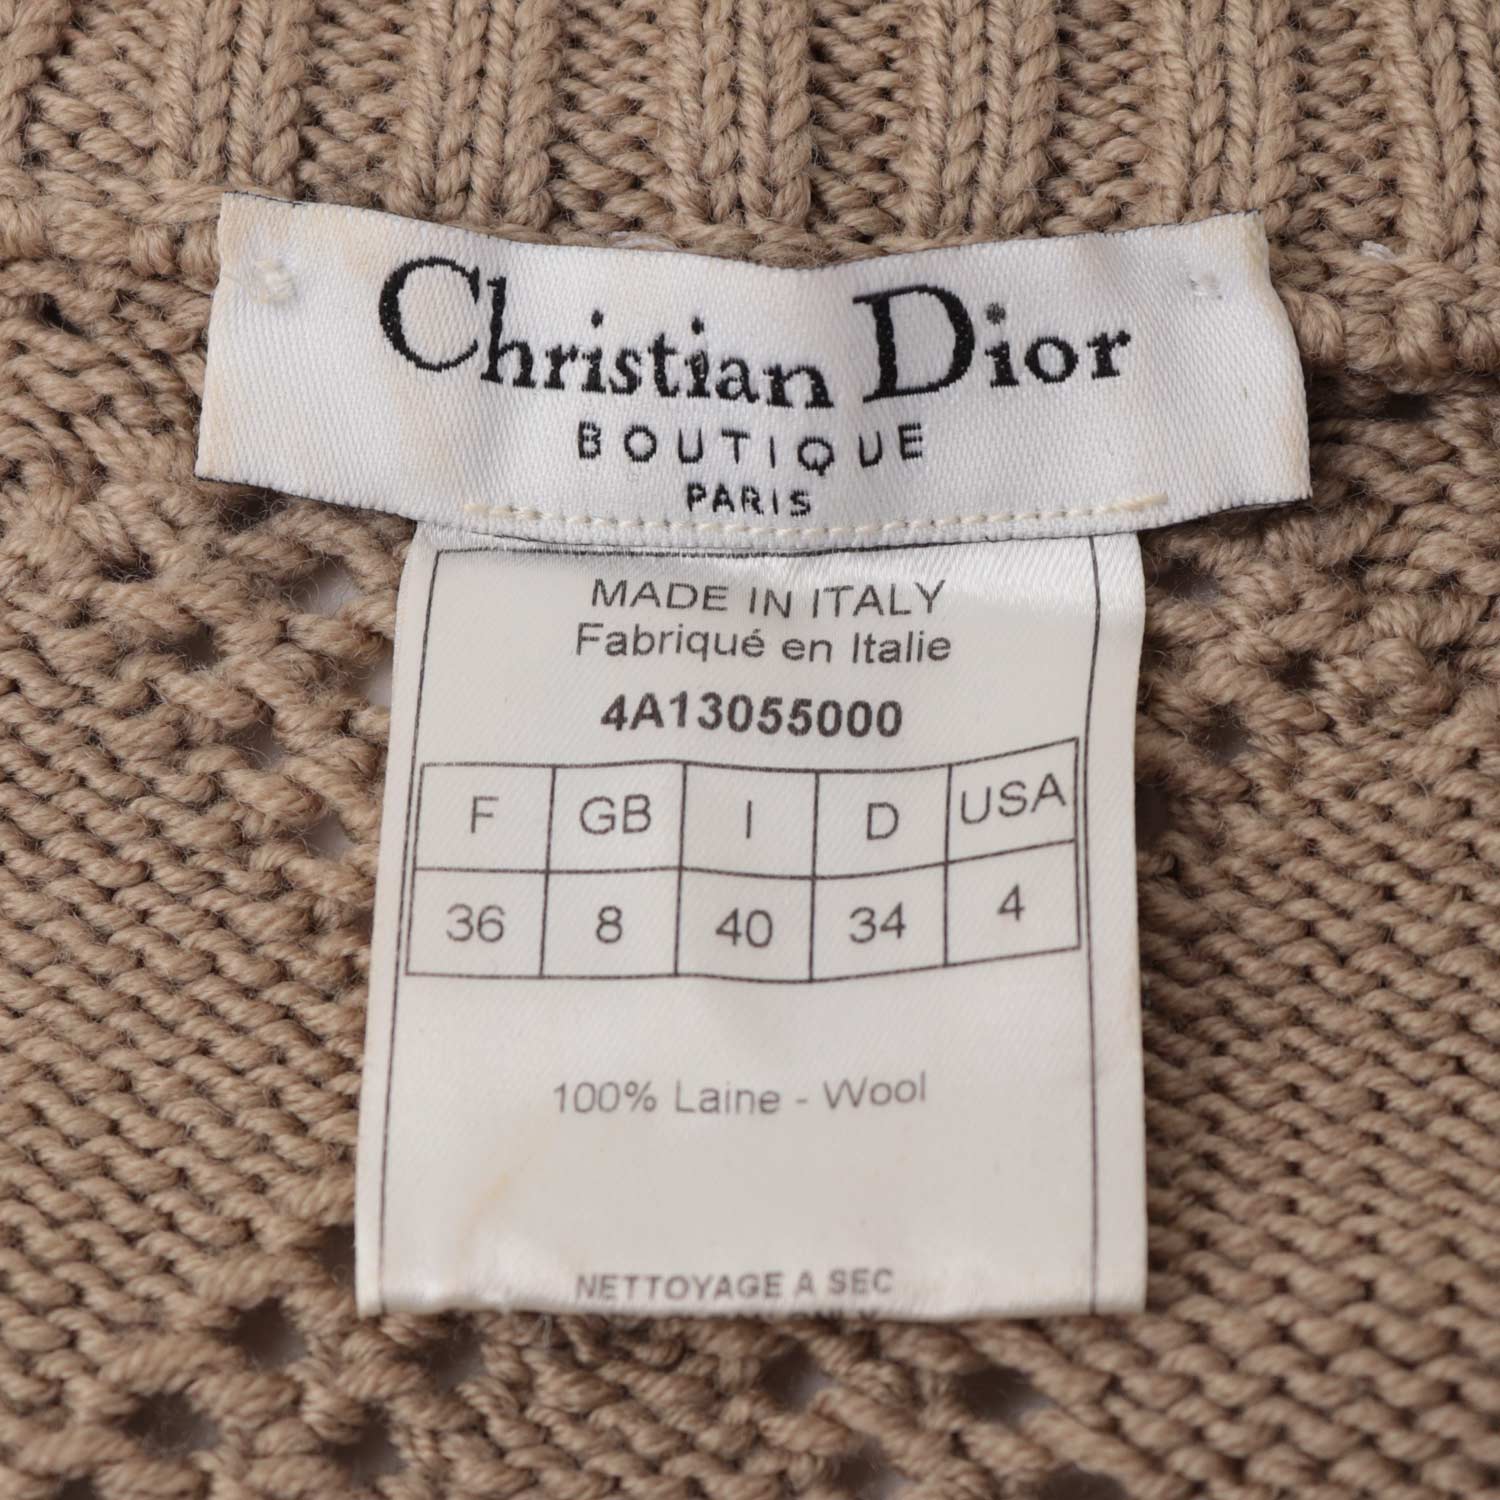 Christian Dior
BOUTIQUE
PARIS
MADE IN ITALY
Fabriqué en Italie
4A13055000
F GB I D USA
36 8 40 34 4
100% Laine - Wool
NETTOYAGE A SEC
ONLY